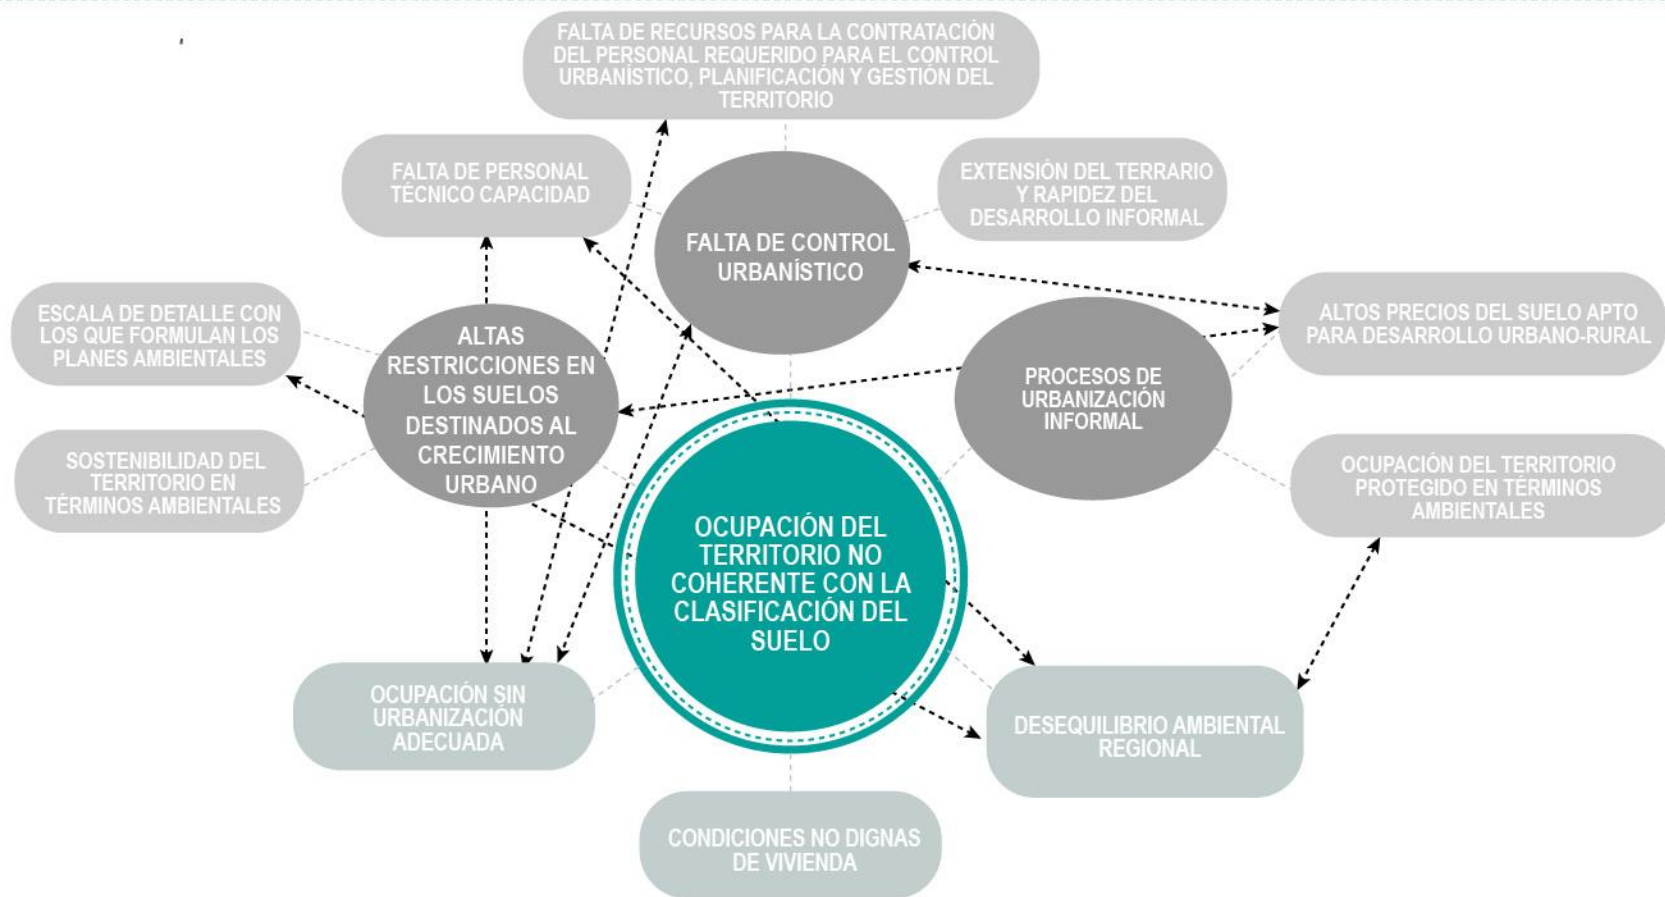 FALTA DE RECURSOS PARA LA CONTRATACIÓN
DEL PERSONAL REQUERIDO PARA EL CONTROL
URBANÍSTICO, PLANIFICACIÓN Y GESTIÓN DEL
TERRITORIO
FALTA DE PERSONAL
TÉCNICO CAPACIDAD
EXTENSIÓN DEL TERRARIO
Y RAPIDEZ DEL
DESARROLLO INFORMAL
FALTA DE CONTROL
URBANÍSTICO
ESCALA DE DETALLE CON
LOS QUE FORMULAN LOS
PLANES AMBIENTALES
ALTAS
RESTRICCIONES EN
LOS SUELOS
DESTINADOS AL
CRECIMIENTO
URBANO
PROCESOS DE
URBANIZACIÓN
INFORMAL
ALTOS PRECIOS DEL SUELO APTO
PARA DESARROLLO URBANO-RURAL
SOSTENIBILIDAD DEL
TERRITORIO EN
TÉRMINOS AMBIENTALES
OCUPACIÓN DEL TERRITORIO
PROTEGIDO EN TÉRMINOS
AMBIENTALES
OCUPACIÓN DEL
TERRITORIO NO
COHERENTE CON LA
CLASIFICACIÓN DEL
SUELO
OCUPACIÓN SIN
URBANIZACIÓN
ADECUADA
DESEQUILIBRIO AMBIENTAL
REGIONAL
CONDICIONES NO DIGNAS
DE VIVIENDA